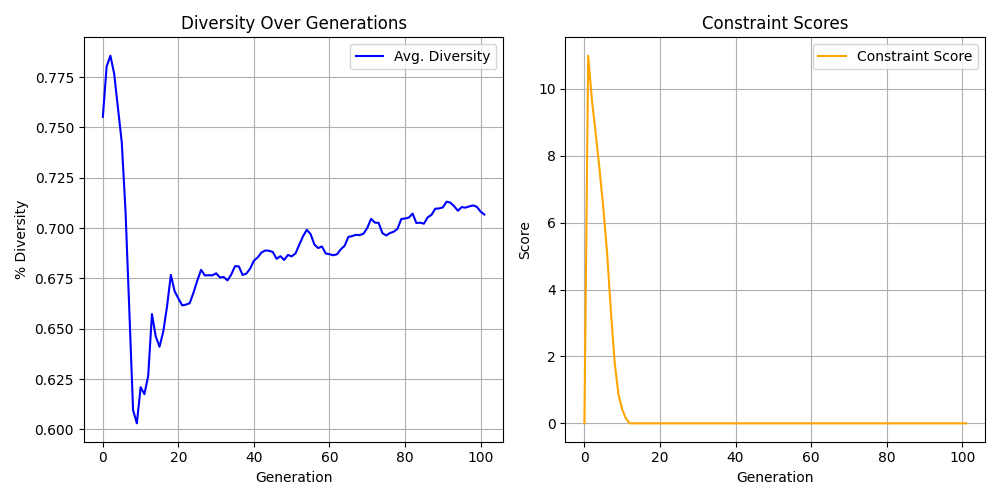 Diversity Over Generations
Avg. Diversity
% Diversity
0.775
0.750
0.725
0.700
0.675
0.650
0.625
0.600
0 20 40 60 80 100
Generation
Constraint Scores
Constraint Score
Score
10
8
6
4
2
0
0 20 40 60 80 100
Generation